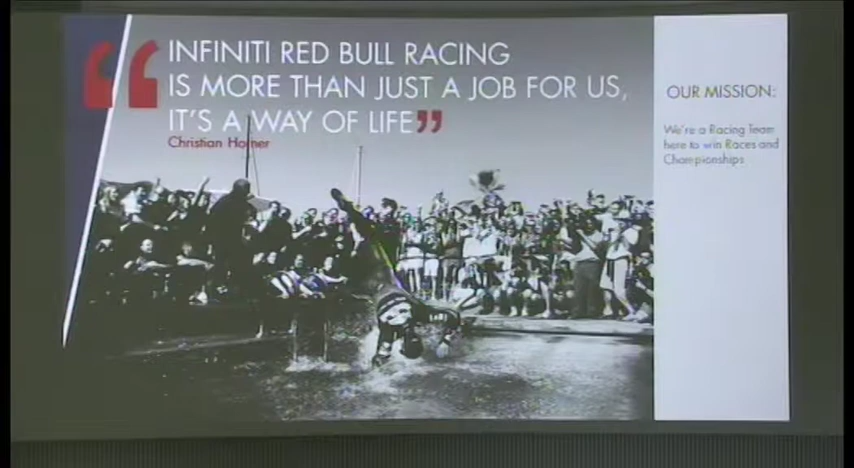 “INFINITI RED BULL RACING
IS MORE THAN JUST A JOB FOR US,
IT'S A WAY OF LIFE”
Christian Horner
OUR MISSION:
We're a Racing Team
here to win Races and
Championships